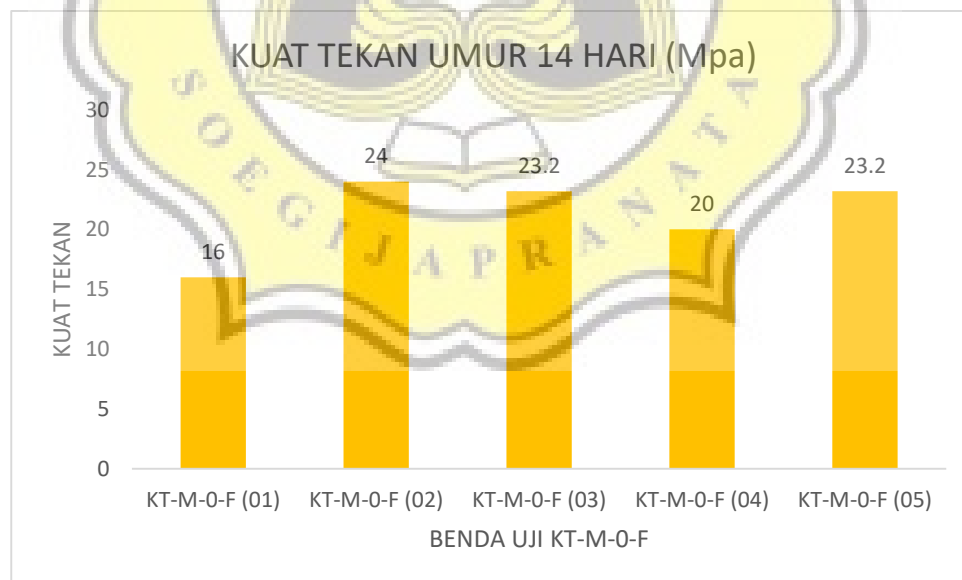 KUAT TEKAN UMUR 14 HARI (Mpa)
SOEGIJAPRANATA
KUAT TEKAN
30
25
20
15
10
5
0
16
24
23.2
20
23.2
KT-M-0-F (01)
KT-M-0-F (02)
KT-M-0-F (03)
KT-M-0-F (04)
KT-M-0-F (05)
BENDA UJI KT-M-0-F